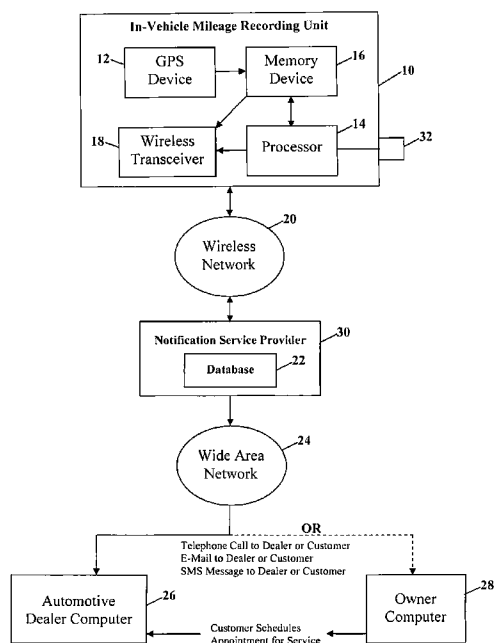 In-Vehicle Mileage Recording Unit
12
GPS
Device
Memory
Device
16
10
18
Wireless
Transceiver
Processor
14
32
20
Wireless
Network
Notification Service Provider
30
Database
22
24
Wide Area
Network
OR
Telephone Call to Dealer or Customer
E-Mail to Dealer or Customer
SMS Message to Dealer or Customer
Automotive
Dealer Computer
26
Owner
Computer
28
Customer Schedules
Appointment for Service